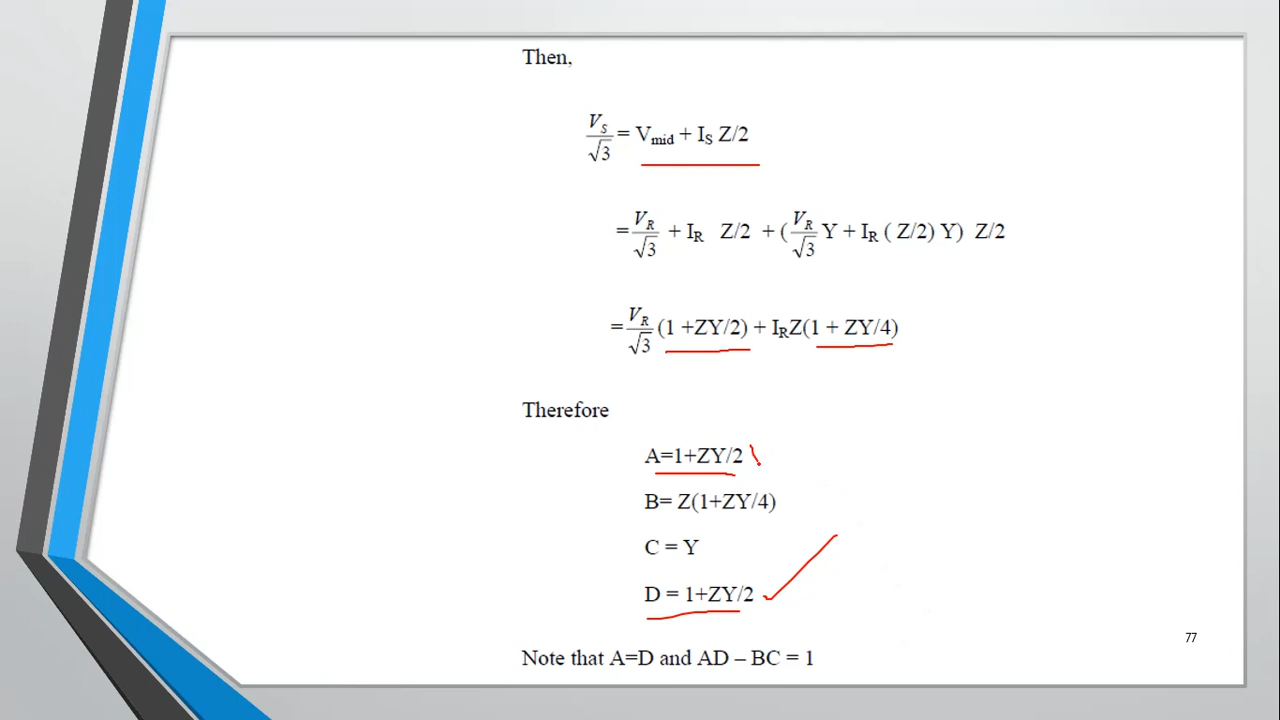 Then,
V_S/√3 = V_mid + I_S Z/2
= V_R/√3 + I_R Z/2 + ( V_R/√3 Y + I_R ( Z/2) Y) Z/2
= V_R/√3 (1 +ZY/2) + I_RZ(1 + ZY/4)
Therefore
A=1+ZY/2
B= Z(1+ZY/4)
C = Y
D = 1+ZY/2
77
Note that A=D and AD – BC = 1